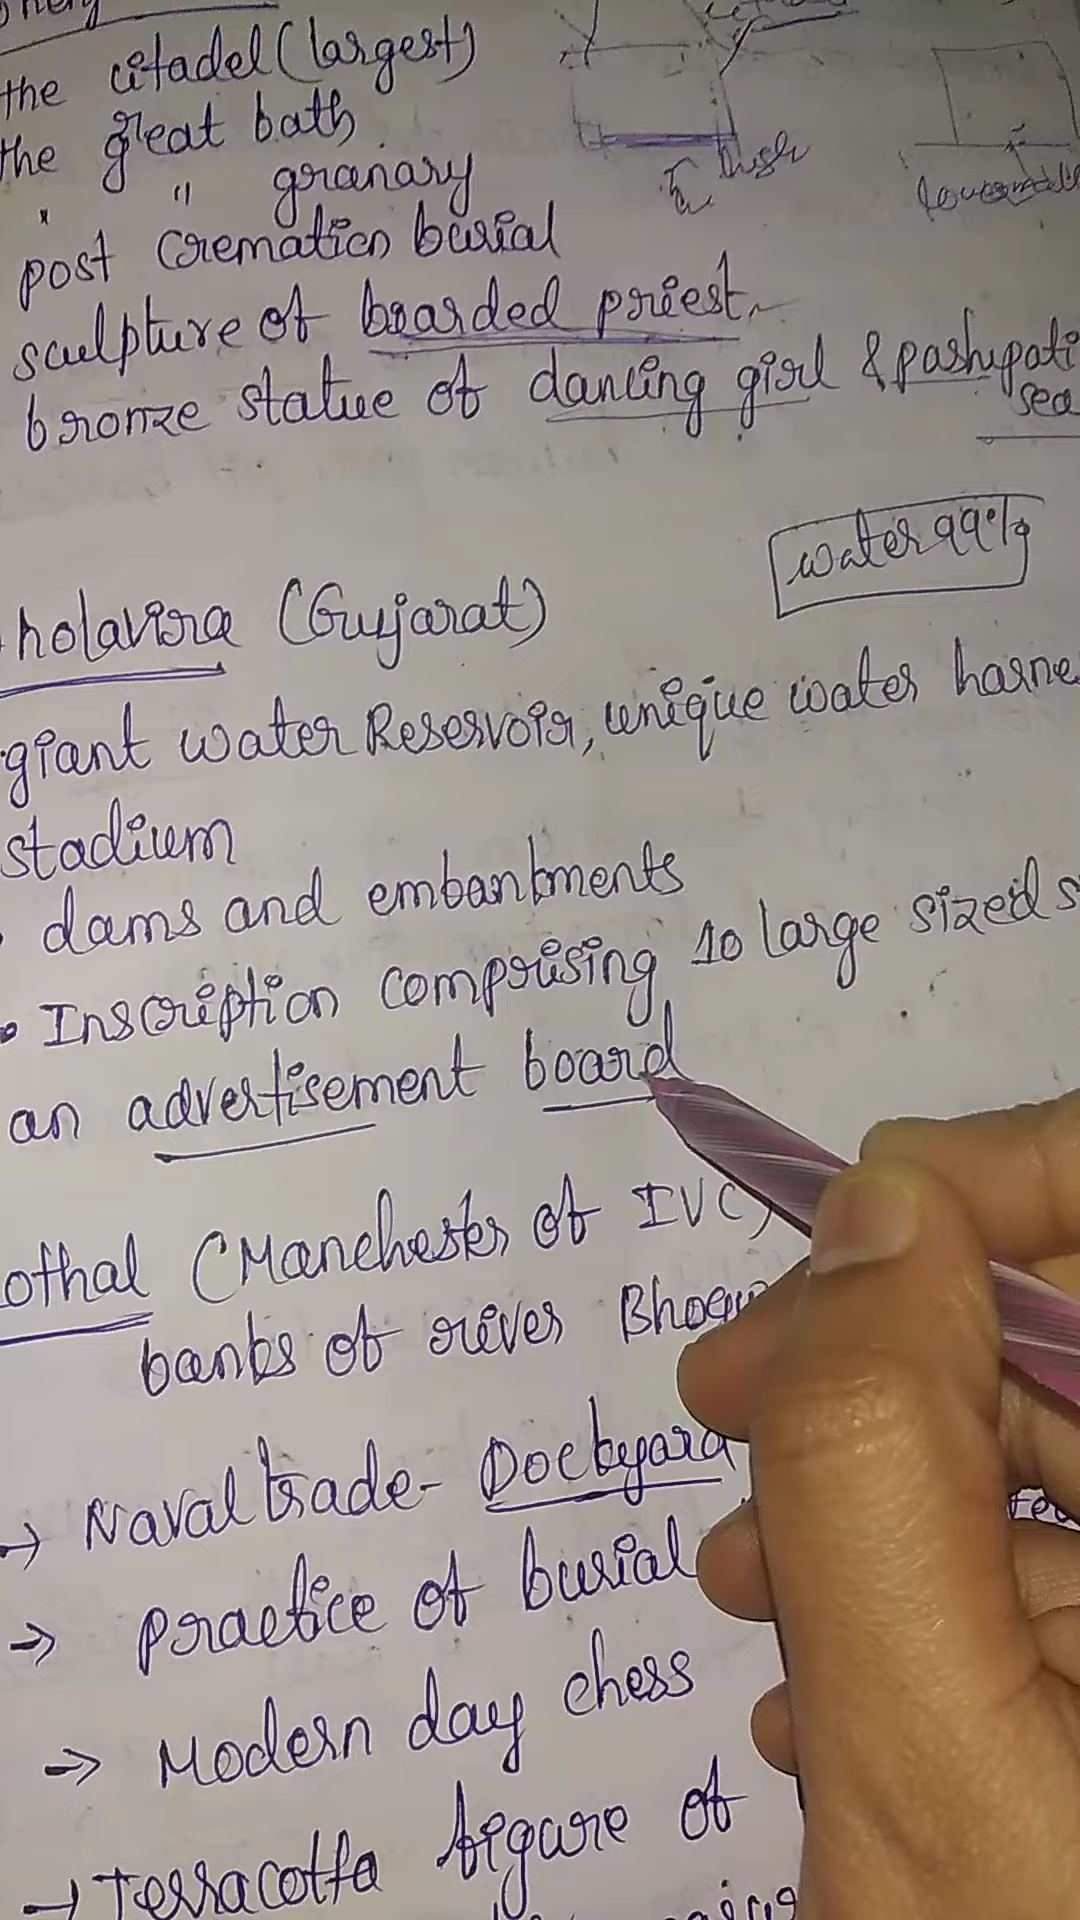 the citadel (largest)
the great bath
" " granary
post cremation burial
sculpture of bearded priest
bronze statue of dancing girl & pashupati
sea
water 99%
holavira (Gujarat)
giant water Reservoir, unique water harne
stadium
dams and embankments
• Inscription comprising 10 large sized s
an advertisement board
othal (Manchester of IVC)
banks of river
→ Naval trade- Dockyard
→ practice of burial
→ Modern day chess
→ Terracotta figure of